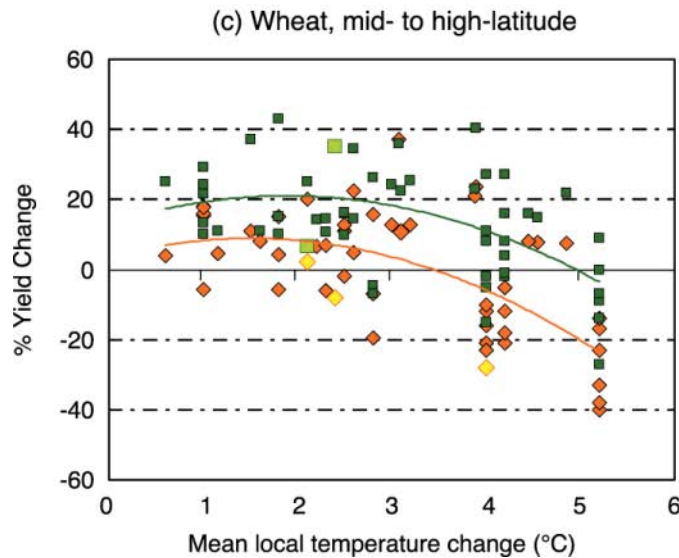 (c) Wheat, mid- to high-latitude
60
40
20
0
-20
-40
-60
% Yield Change
0 1 2 3 4 5 6
Mean local temperature change (°C)